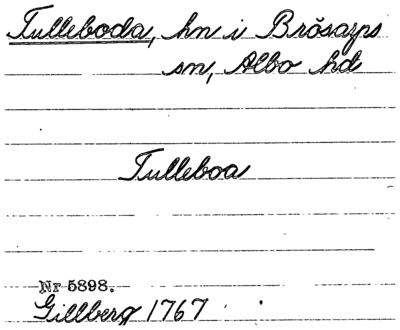 Tulleboda, hn i Brösarps
sn, Albo hd
Tulleboa
Nr 5898.
Gillberg 1767